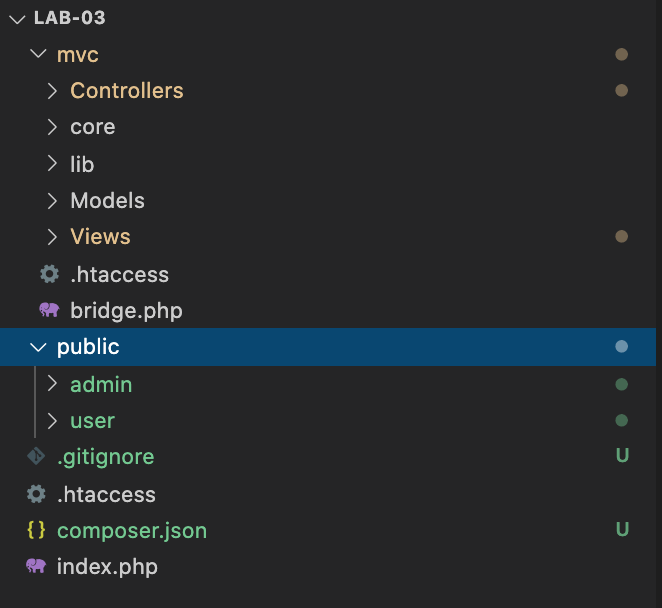 LAB-03
mvc
Controllers
core
lib
Models
Views
.htaccess
bridge.php
public
admin
user
.gitignore U
.htaccess
{} composer.json U
index.php